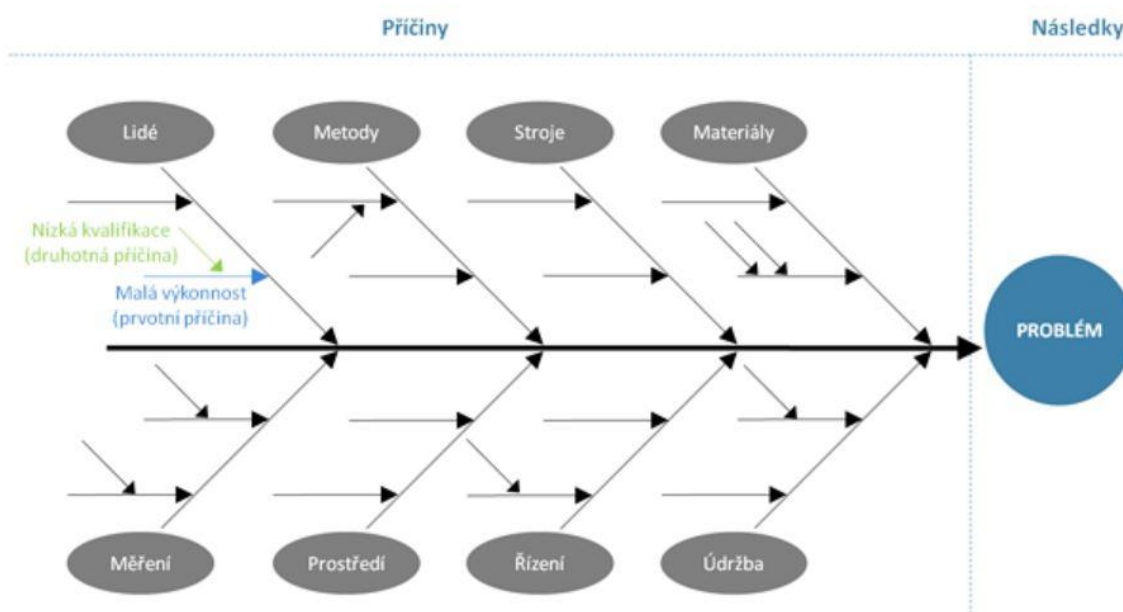 Příčiny
Následky
Lidé
Metody
Stroje
Materiály
Nízká kvalifikace
(druhotná příčina)
Malá výkonnost
(prvotní příčina)
PROBLÉM
Měření
Prostředí
Řízení
Údržba